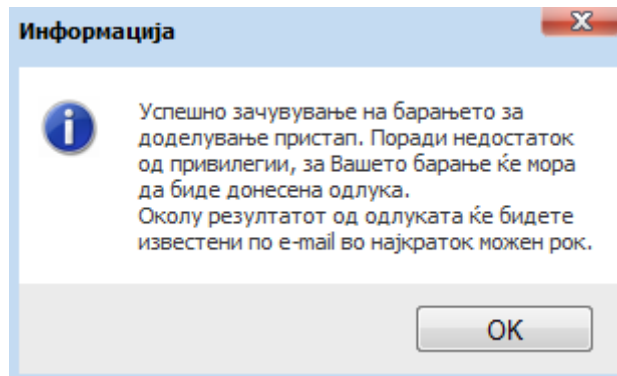 Информација
Успешно зачувување на барањето за
доделување пристап. Поради недостаток
од привилегии, за Вашето барање ќе мора
да биде донесена одлука.
Околу резултатот од одлуката ќе бидете
известени по e-mail во најкраток можен рок.
OK